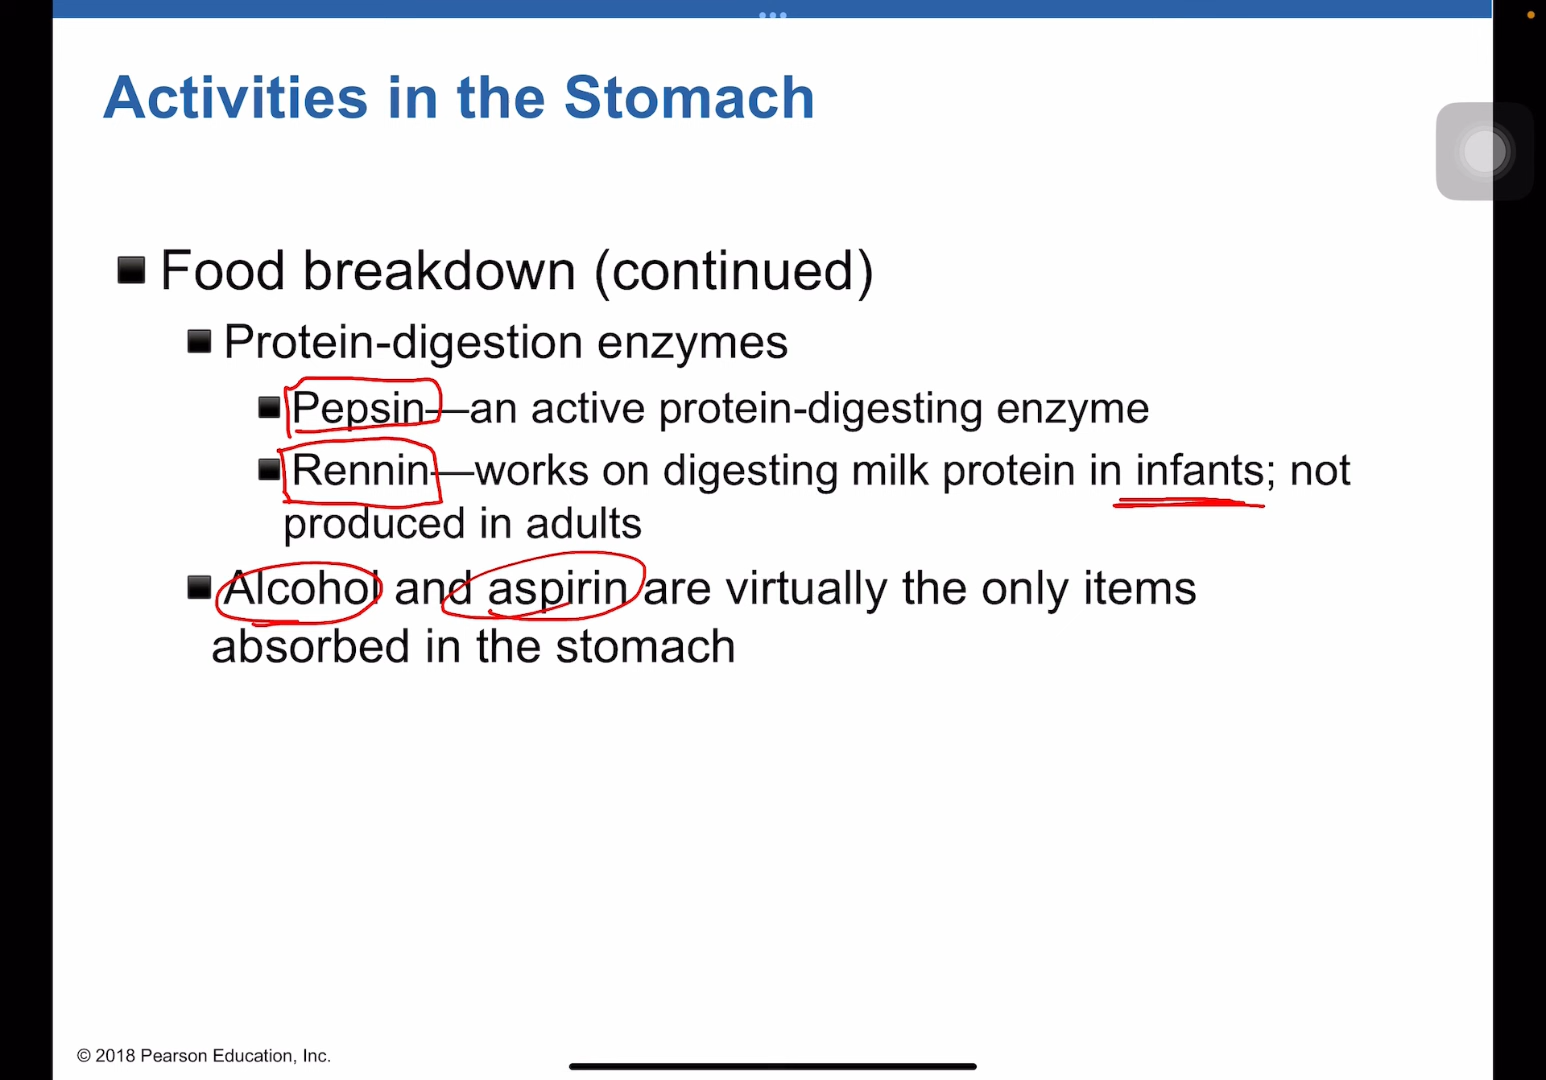 Activities in the Stomach
Food breakdown (continued)
Protein-digestion enzymes
Pepsin—an active protein-digesting enzyme
Rennin—works on digesting milk protein in infants; not
produced in adults
Alcohol and aspirin are virtually the only items
absorbed in the stomach
© 2018 Pearson Education, Inc.